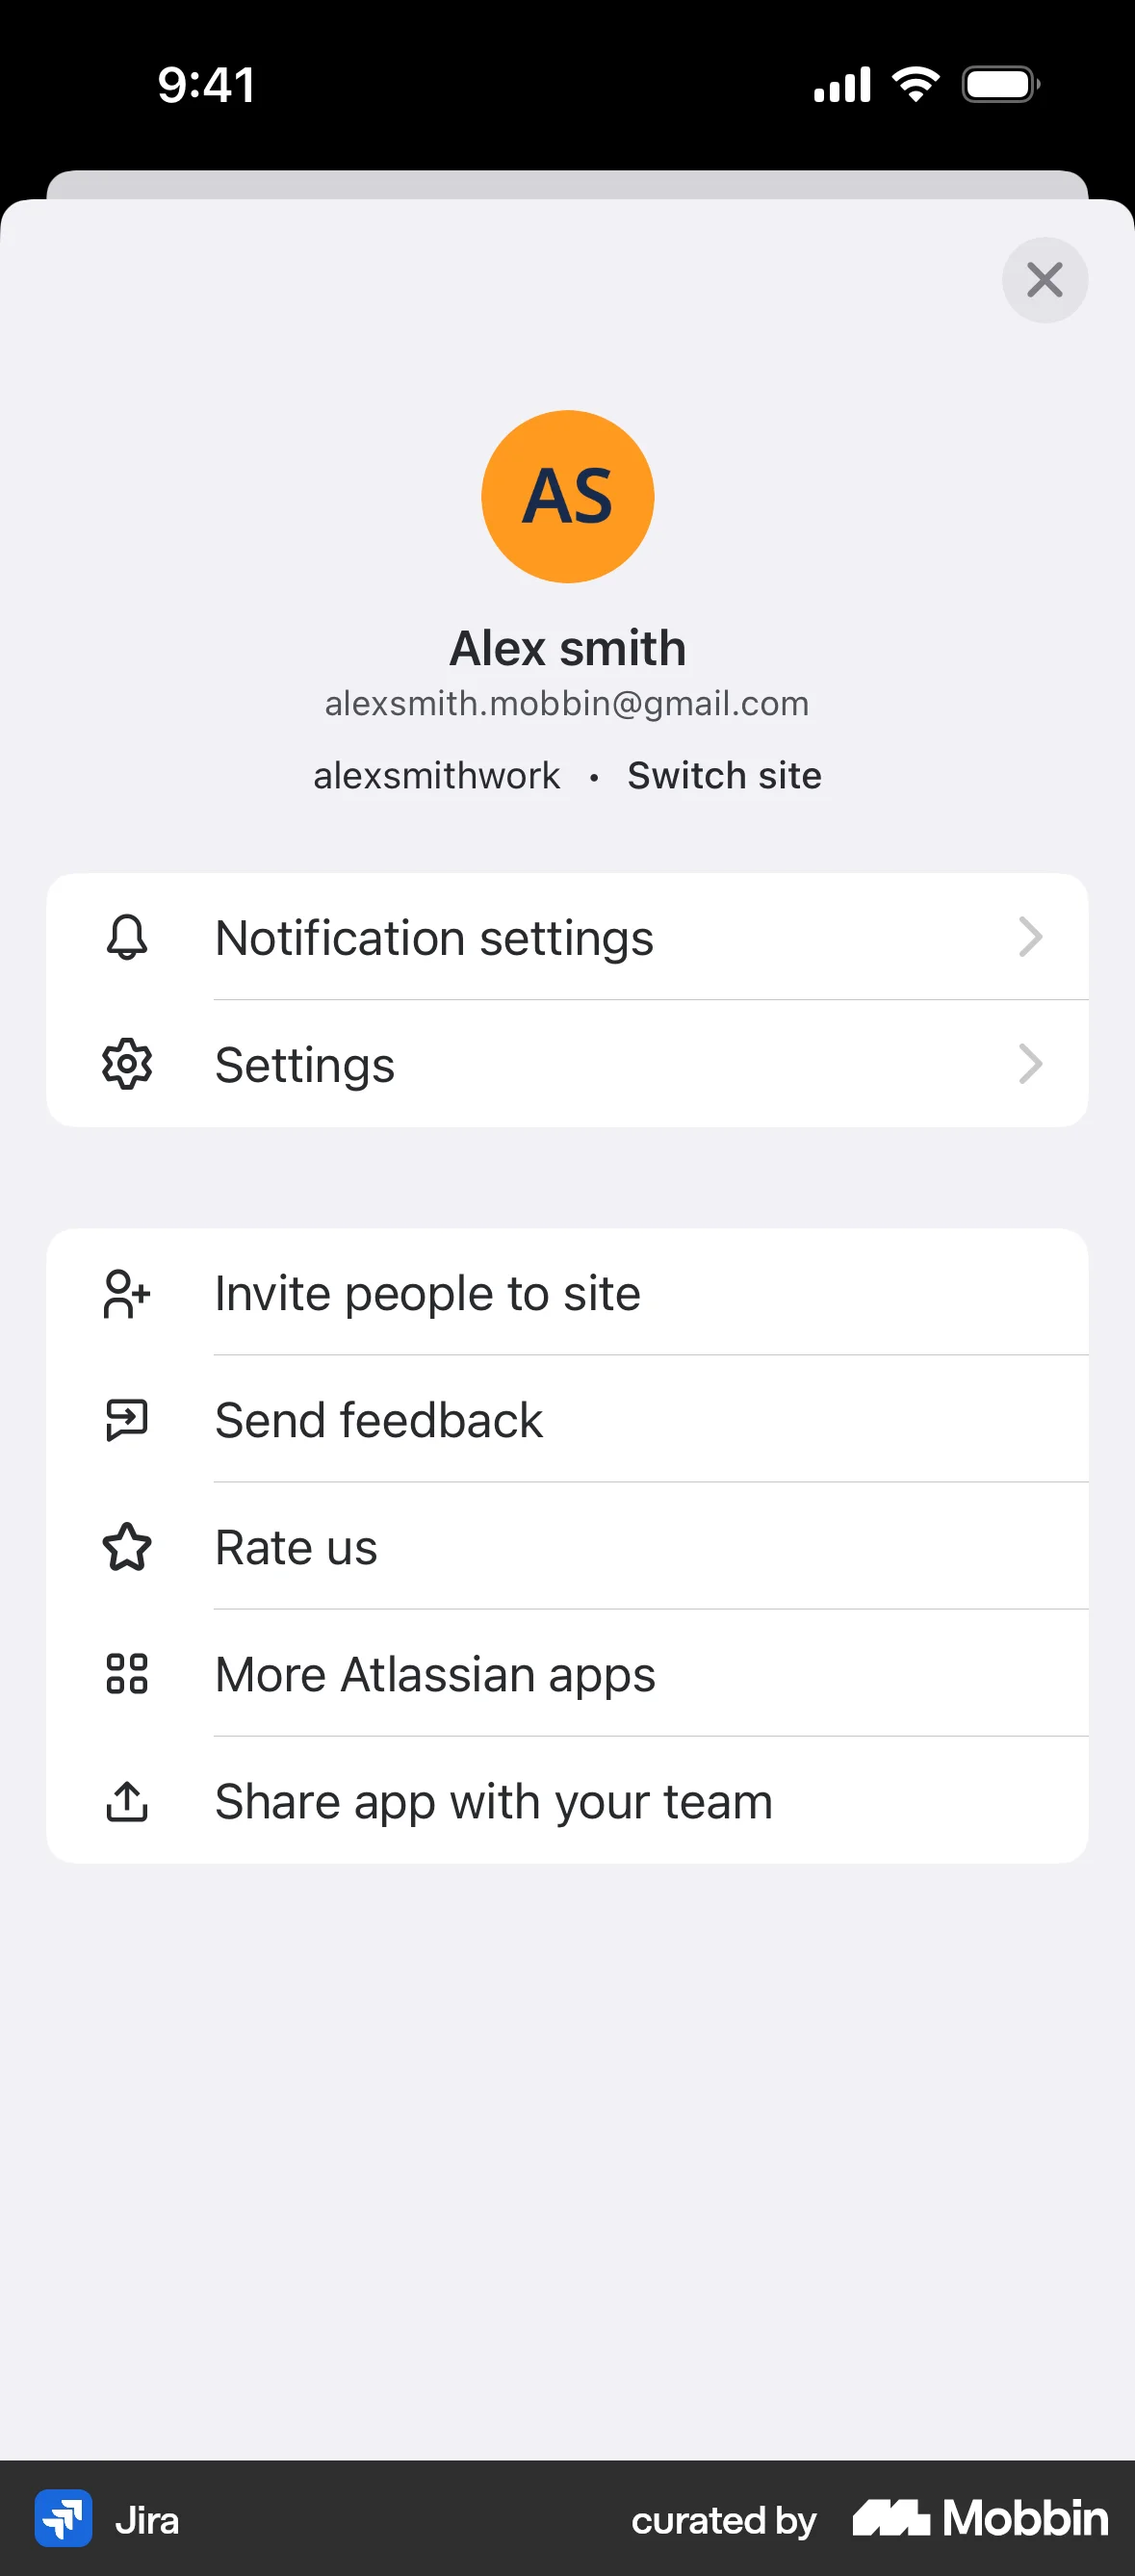 9:41
AS
Alex smith
alexsmith.mobbin@gmail.com
alexsmithwork • Switch site
Notification settings
Settings
Invite people to site
Send feedback
Rate us
More Atlassian apps
Share app with your team
Jira curated by Mobbin